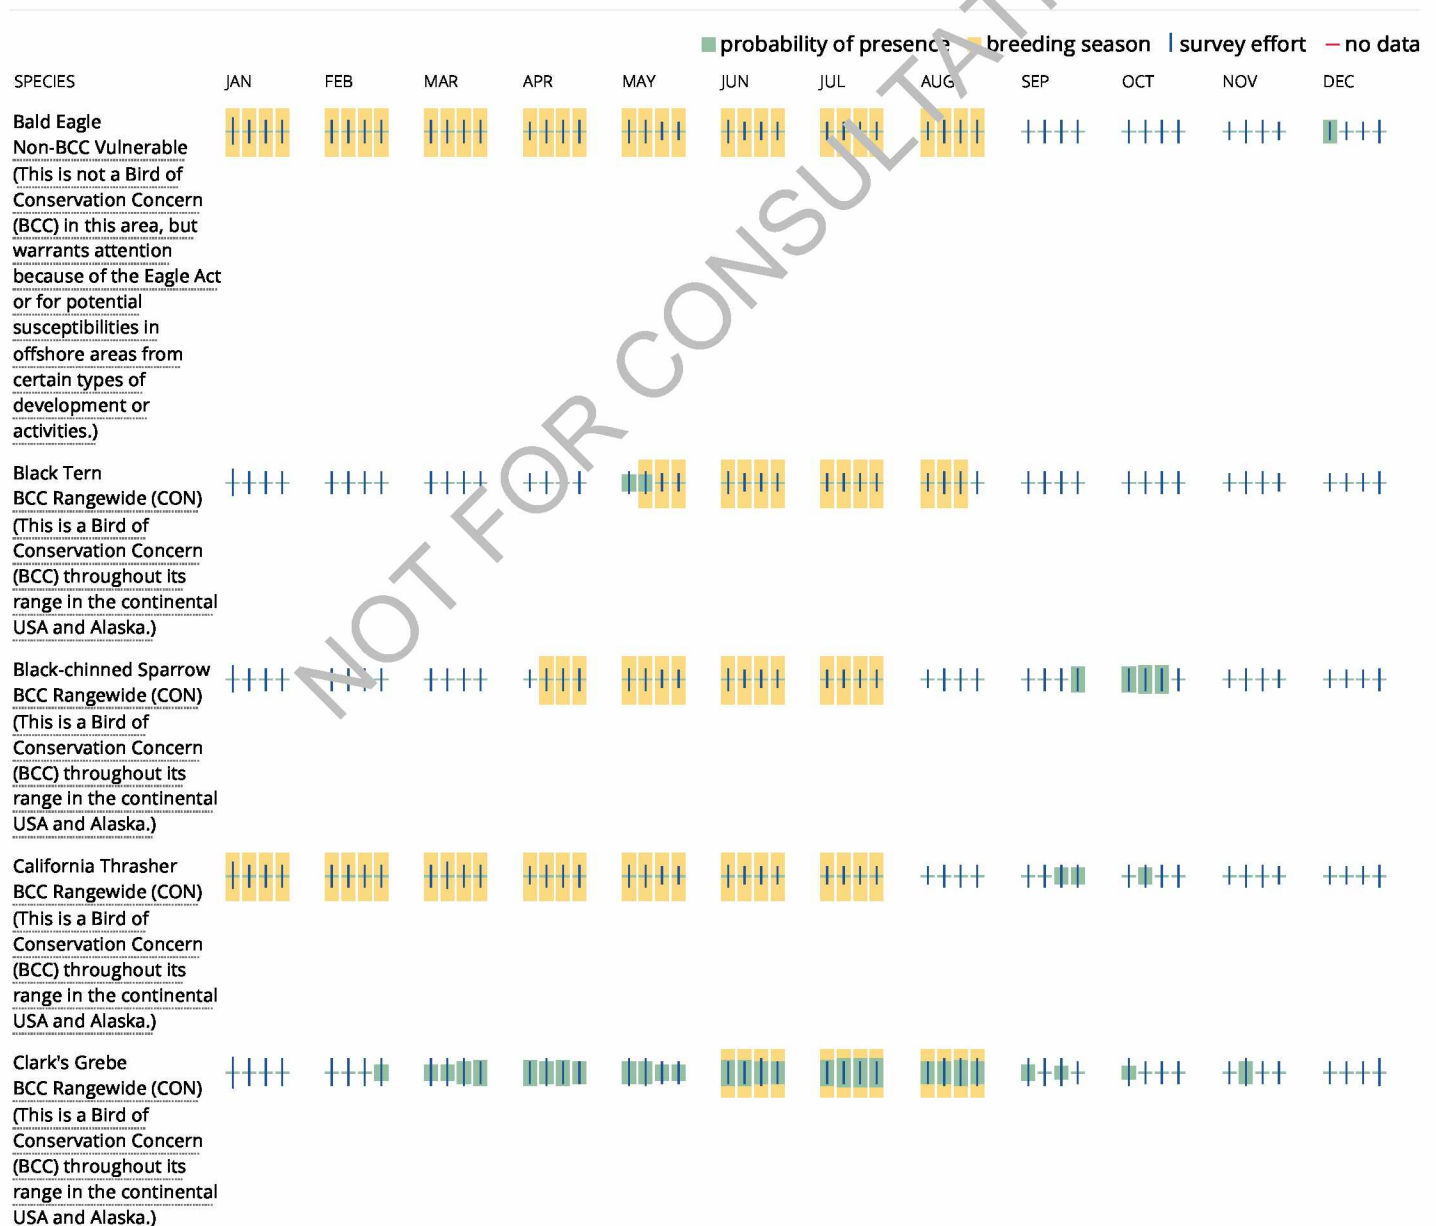 probability of presence breeding season survey effort no data
SPECIES JAN FEB MAR APR MAY JUN JUL AUG SEP OCT NOV DEC
Bald Eagle
Non-BCC Vulnerable
(This is not a Bird of
Conservation Concern
(BCC) in this area, but
warrants attention
because of the Eagle Act
or for potential
susceptibilities in
offshore areas from
certain types of
development or
activities.)
Black Tern
BCC Rangewide (CON)
(This is a Bird of
Conservation Concern
(BCC) throughout its
range in the continental
USA and Alaska.)
Black-chinned Sparrow
BCC Rangewide (CON)
(This is a Bird of
Conservation Concern
(BCC) throughout its
range in the continental
USA and Alaska.)
California Thrasher
BCC Rangewide (CON)
(This is a Bird of
Conservation Concern
(BCC) throughout its
range in the continental
USA and Alaska.)
Clark's Grebe
BCC Rangewide (CON)
(This is a Bird of
Conservation Concern
(BCC) throughout its
range in the continental
USA and Alaska.)
NOT FOR CONSULTATI